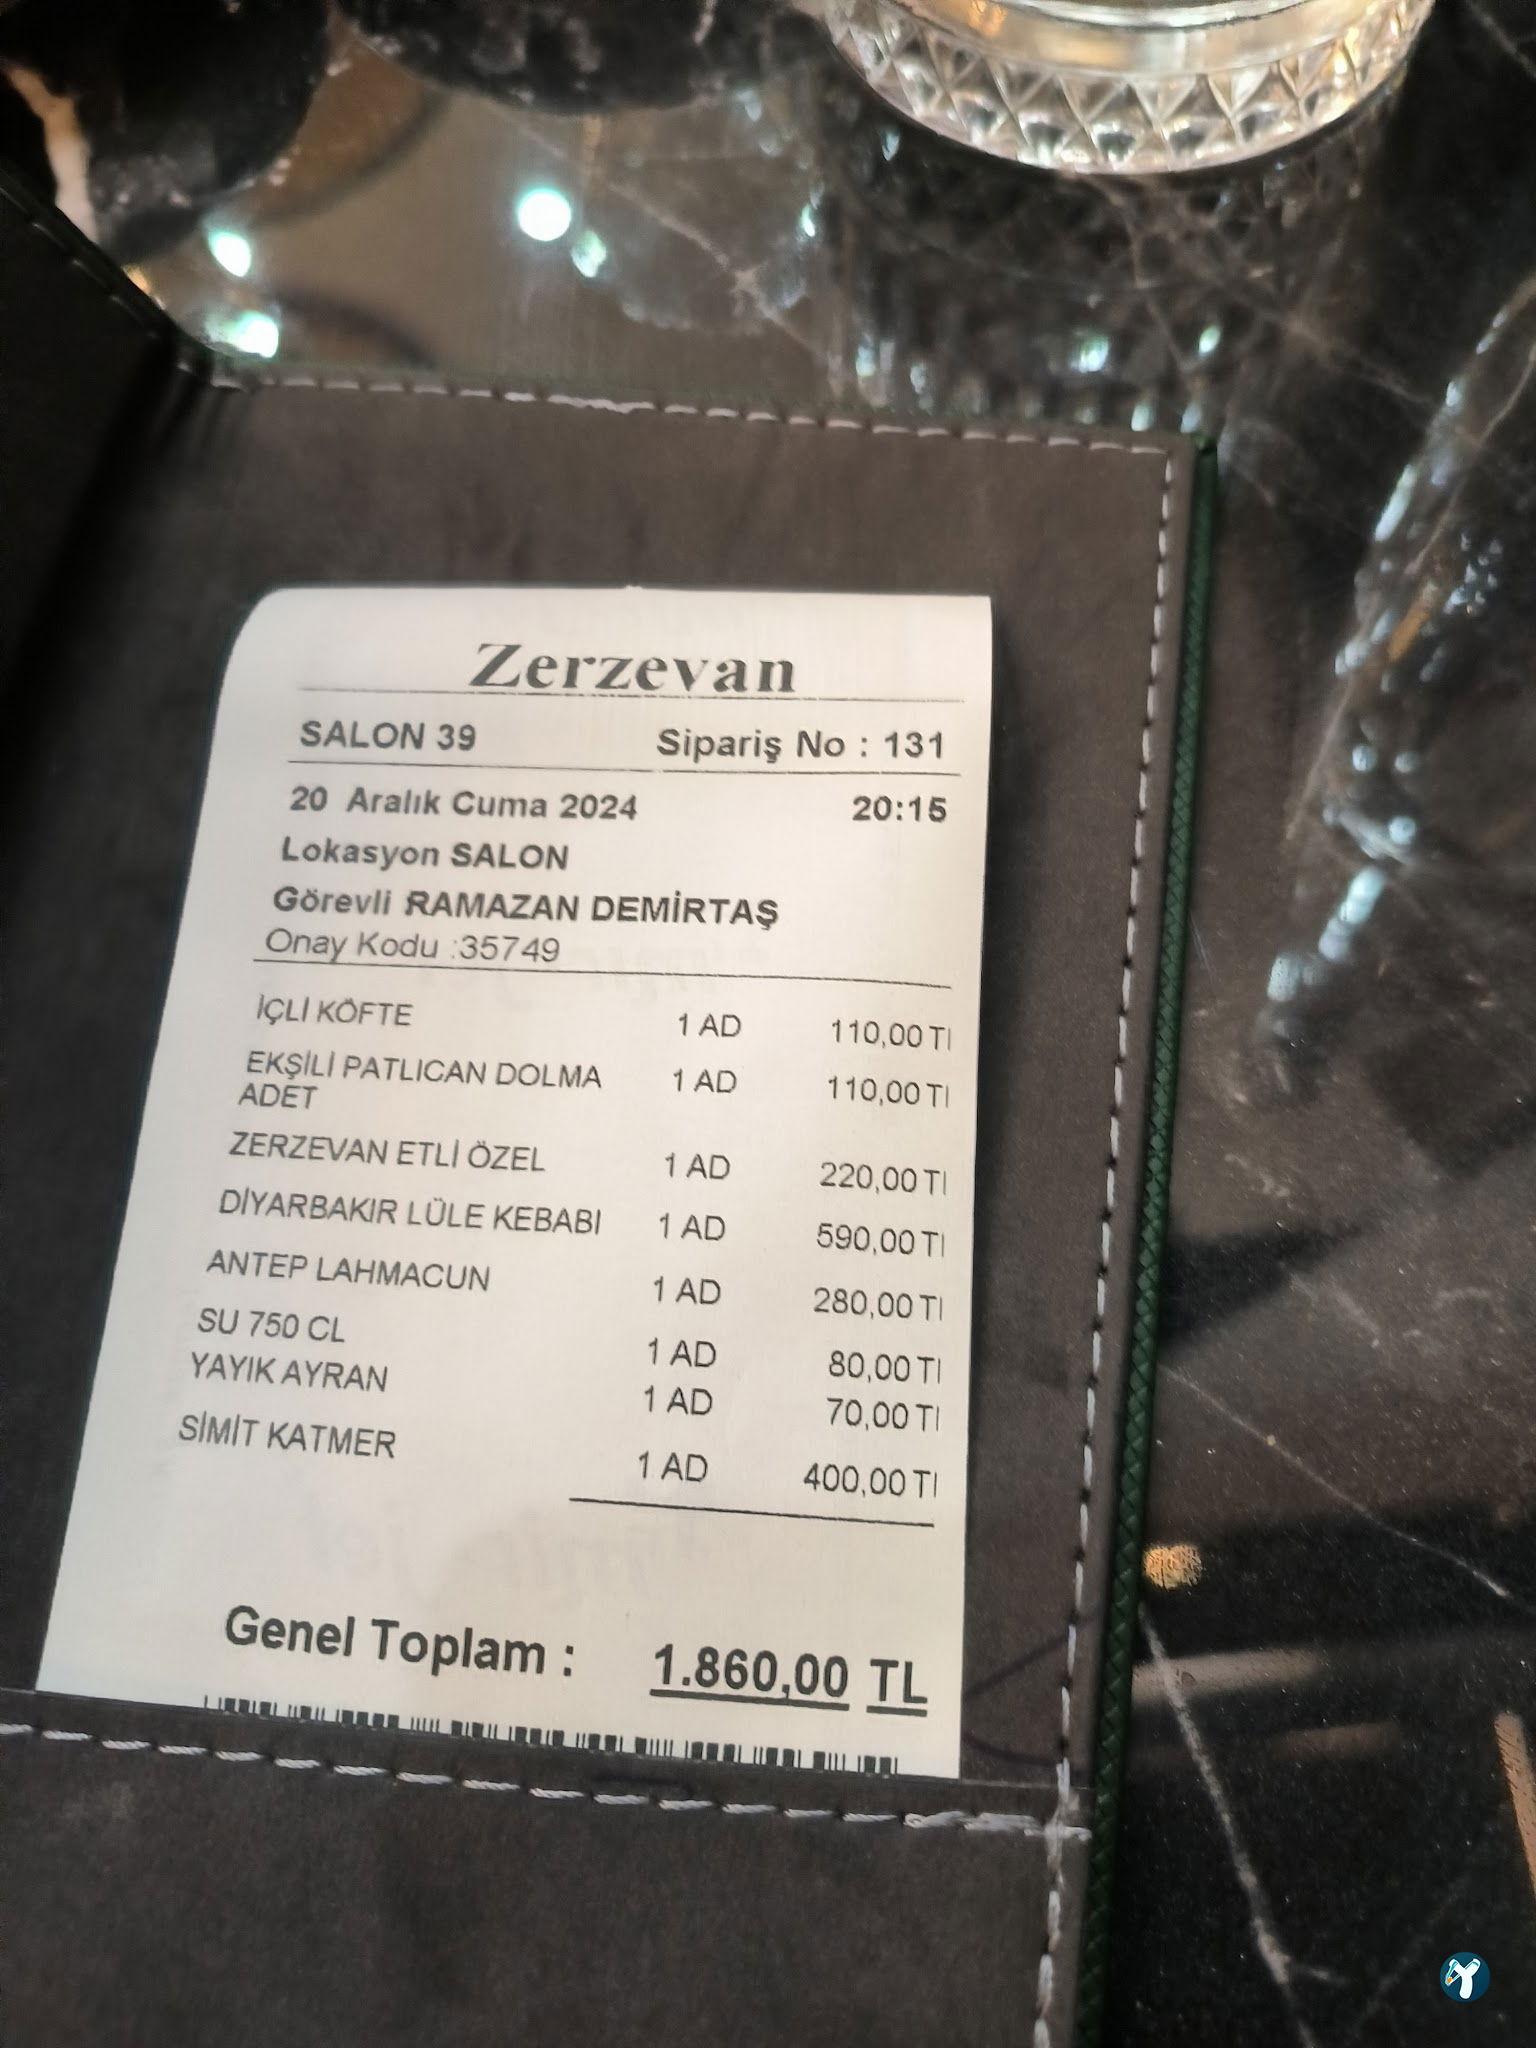 Zerzevan
SALON 39 Sipariş No : 131
20 Aralık Cuma 2024 20:15
Lokasyon SALON
Görevli RAMAZAN DEMİRTAŞ
Onay Kodu :35749
İÇLİ KÖFTE 1 AD 110,00 Tl
EKŞİLİ PATLICAN DOLMA 1 AD 110,00 Tl
ADET
ZERZEVAN ETLİ ÖZEL 1 AD 220,00 Tl
DİYARBAKIR LÜLE KEBABI 1 AD 590,00 Tl
ANTEP LAHMACUN 1 AD 280,00 Tl
SU 750 CL 1 AD 80,00 Tl
YAYIK AYRAN 1 AD 70,00 Tl
SİMİT KATMER 1 AD 400,00 Tl
Genel Toplam : 1.860,00 TL